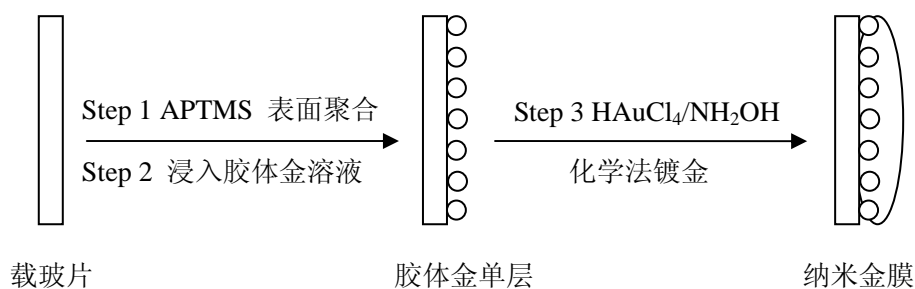 Step 1 APTMS 表面聚合
Step 2 浸入胶体金溶液
Step 3 HAuCl₄/NH₂OH
化学法镀金
载玻片
胶体金单层
纳米金膜